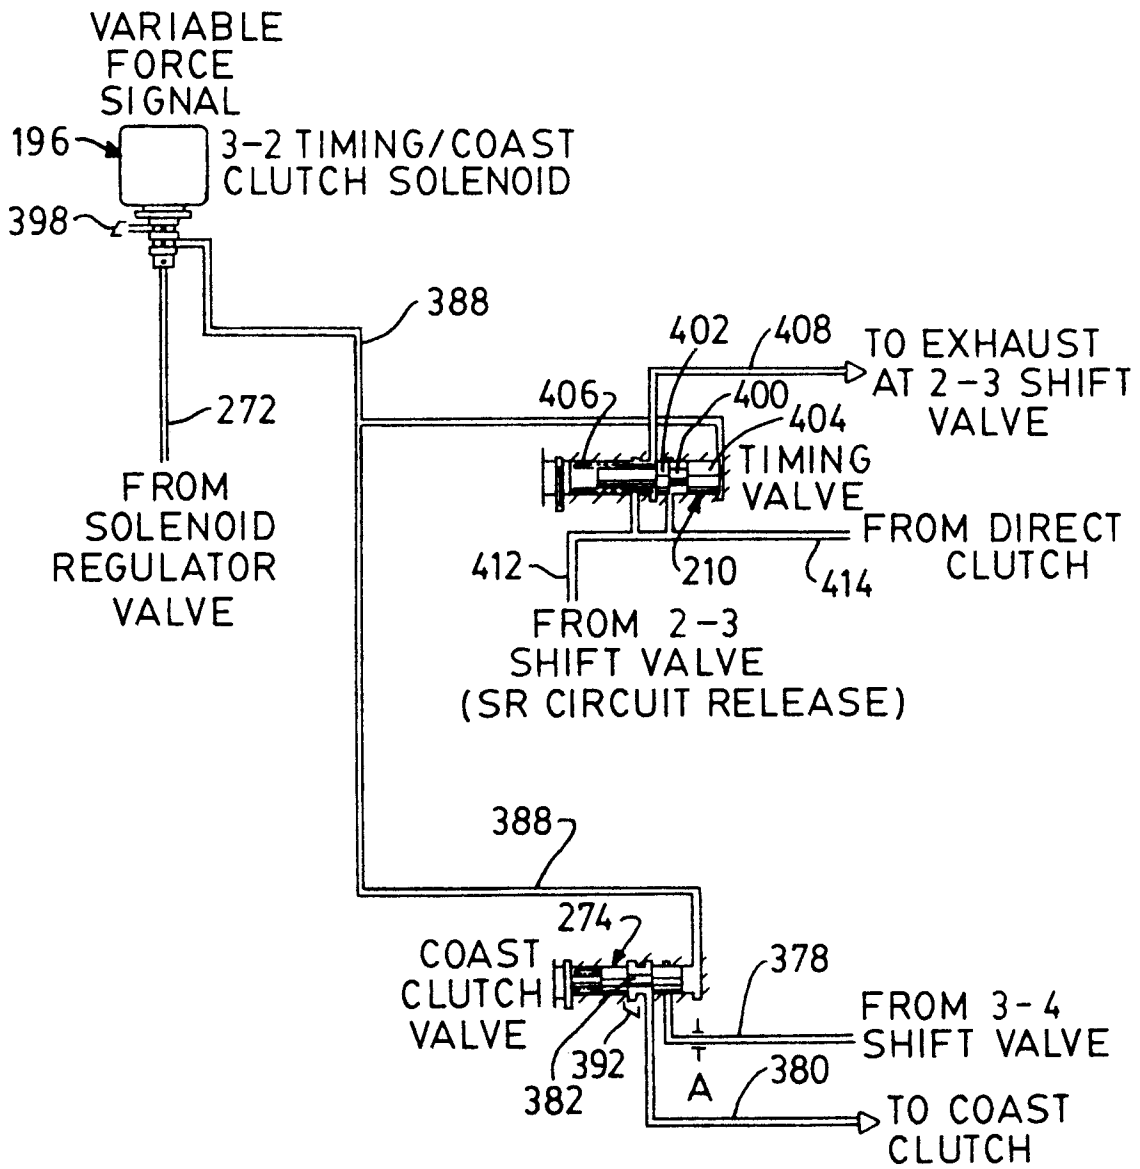 VARIABLE
FORCE
SIGNAL
196
3-2 TIMING/COAST
CLUTCH SOLENOID
398
388
272
FROM
SOLENOID
REGULATOR
VALVE
402
408
TO EXHAUST
AT 2-3 SHIFT
VALVE
406
400
404
TIMING
VALVE
412
210
414
FROM DIRECT
CLUTCH
FROM 2-3
SHIFT VALVE
(SR CIRCUIT RELEASE)
388
274
COAST
CLUTCH
VALVE
378
FROM 3-4
SHIFT VALVE
392
382
A
380
TO COAST
CLUTCH